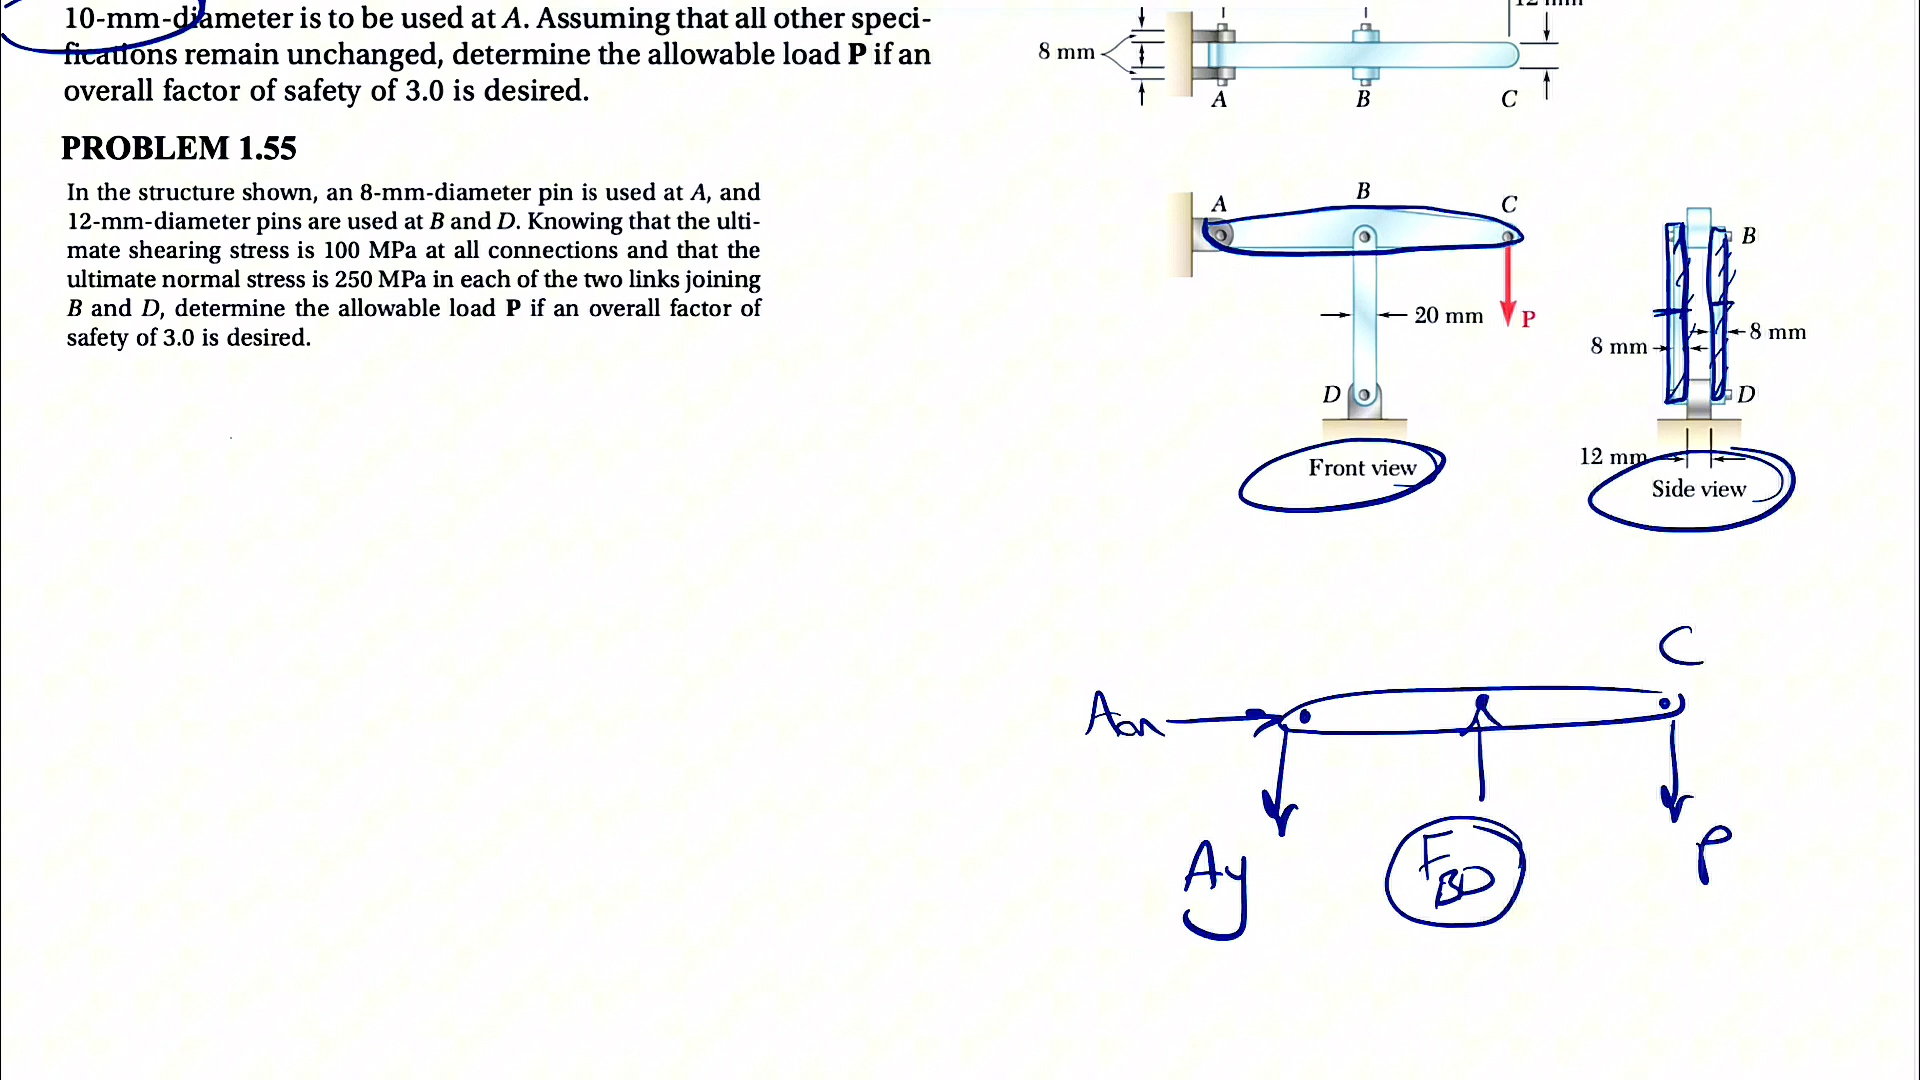 10-mm-diameter is to be used at A. Assuming that all other speci-
fications remain unchanged, determine the allowable load P if an
overall factor of safety of 3.0 is desired.
PROBLEM 1.55
In the structure shown, an 8-mm-diameter pin is used at A, and
12-mm-diameter pins are used at B and D. Knowing that the ulti-
mate shearing stress is 100 MPa at all connections and that the
ultimate normal stress is 250 MPa in each of the two links joining
B and D, determine the allowable load P if an overall factor of
safety of 3.0 is desired.
12 mm
8 mm
A
B
C
A
B
C
20 mm
P
D
Front view
B
8 mm
8 mm
D
12 mm
Side view
C
Ay
F BD
P